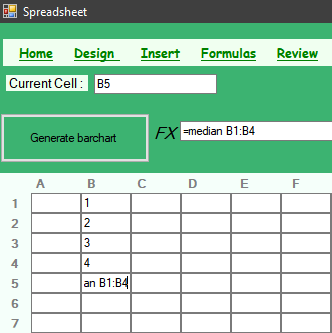 Spreadsheet
Home Design Insert Formulas Review
Current Cell : B5
Generate barchart FX =median B1:B4
A B C D E F
1 1
2 2
3 3
4 4
5 an B1:B4
6
7